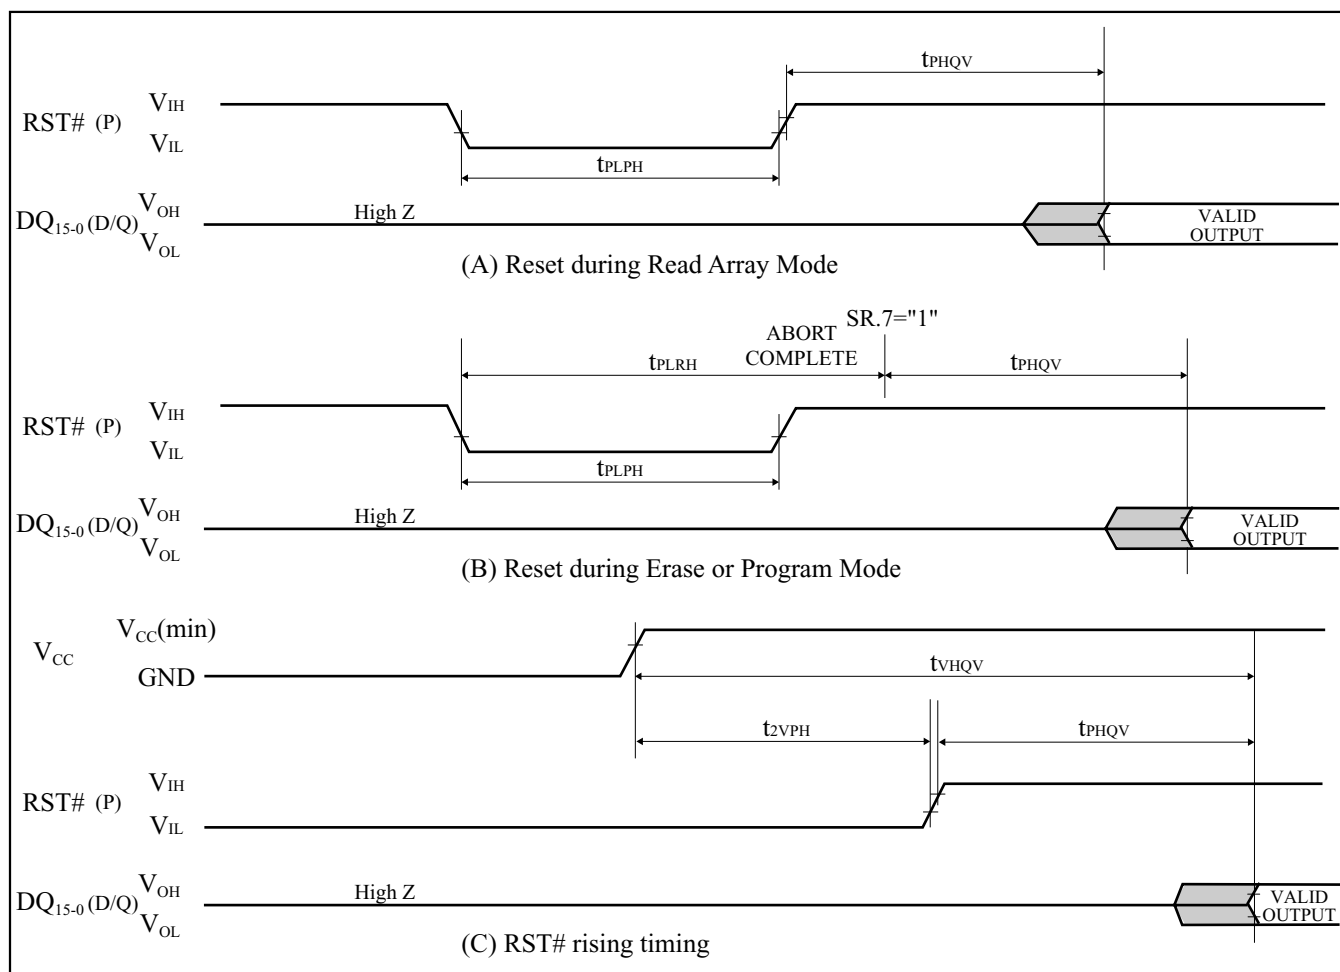 tPHQV
VIH
RST# (P)
VIL
tPLPH
VOH
High Z
DQ15-0 (D/Q)
VALID
OUTPUT
VOL
(A) Reset during Read Array Mode
SR.7="1"
ABORT
COMPLETE
tPLRH
tPHQV
VIH
RST# (P)
VIL
tPLPH
VOH
High Z
DQ15-0 (D/Q)
VALID
OUTPUT
VOL
(B) Reset during Erase or Program Mode
VCC(min)
VCC
GND
tVHQV
t2VPH
tPHQV
VIH
RST# (P)
VIL
VOH
High Z
DQ15-0 (D/Q)
VALID
OUTPUT
VOL
(C) RST# rising timing